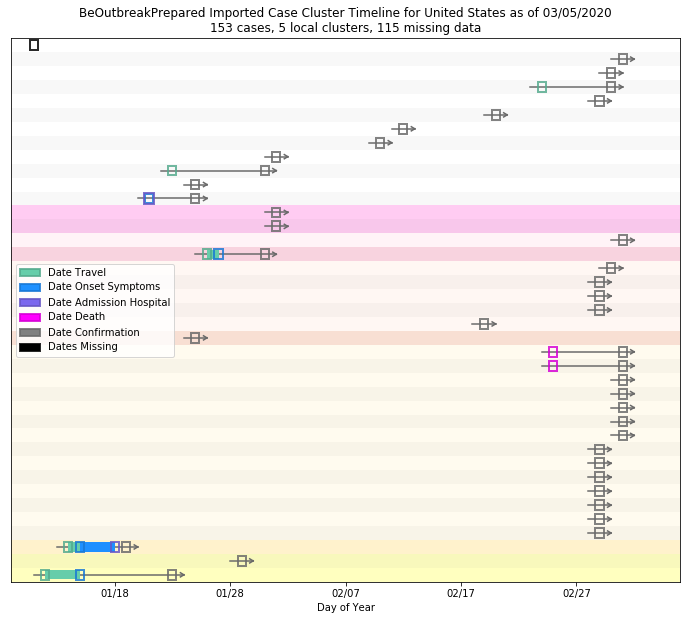 BeOutbreakPrepared Imported Case Cluster Timeline for United States as of 03/05/2020
153 cases, 5 local clusters, 115 missing data
Date Travel
Date Onset Symptoms
Date Admission Hospital
Date Death
Date Confirmation
Dates Missing
01/18 01/28 02/07 02/17 02/27
Day of Year